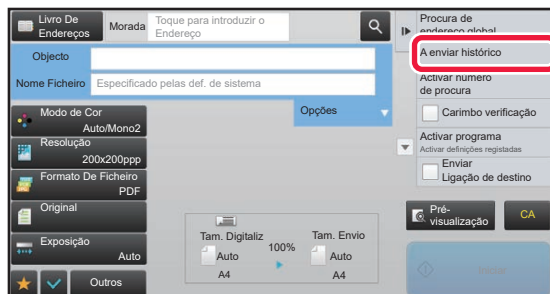 Livro De
Endereços
Morada
Toque para introduzir o
Endereço
Objecto
Nome Ficheiro
Especificado pelas def. de sistema
Opções
Modo de Cor
Auto/Mono2
Resolução
200x200ppp
Formato De Ficheiro
PDF
Original
Exposição
Auto
Outros
Tam. Digitaliz
100%
Tam. Envio
Auto
A4
Auto
A4
Procura de
endereço global
A enviar histórico
Activar número
de procura
Carimbo verificação
Activar programa
Activar definições registadas
Enviar
Ligação de destino
Pré-
visualização
CA